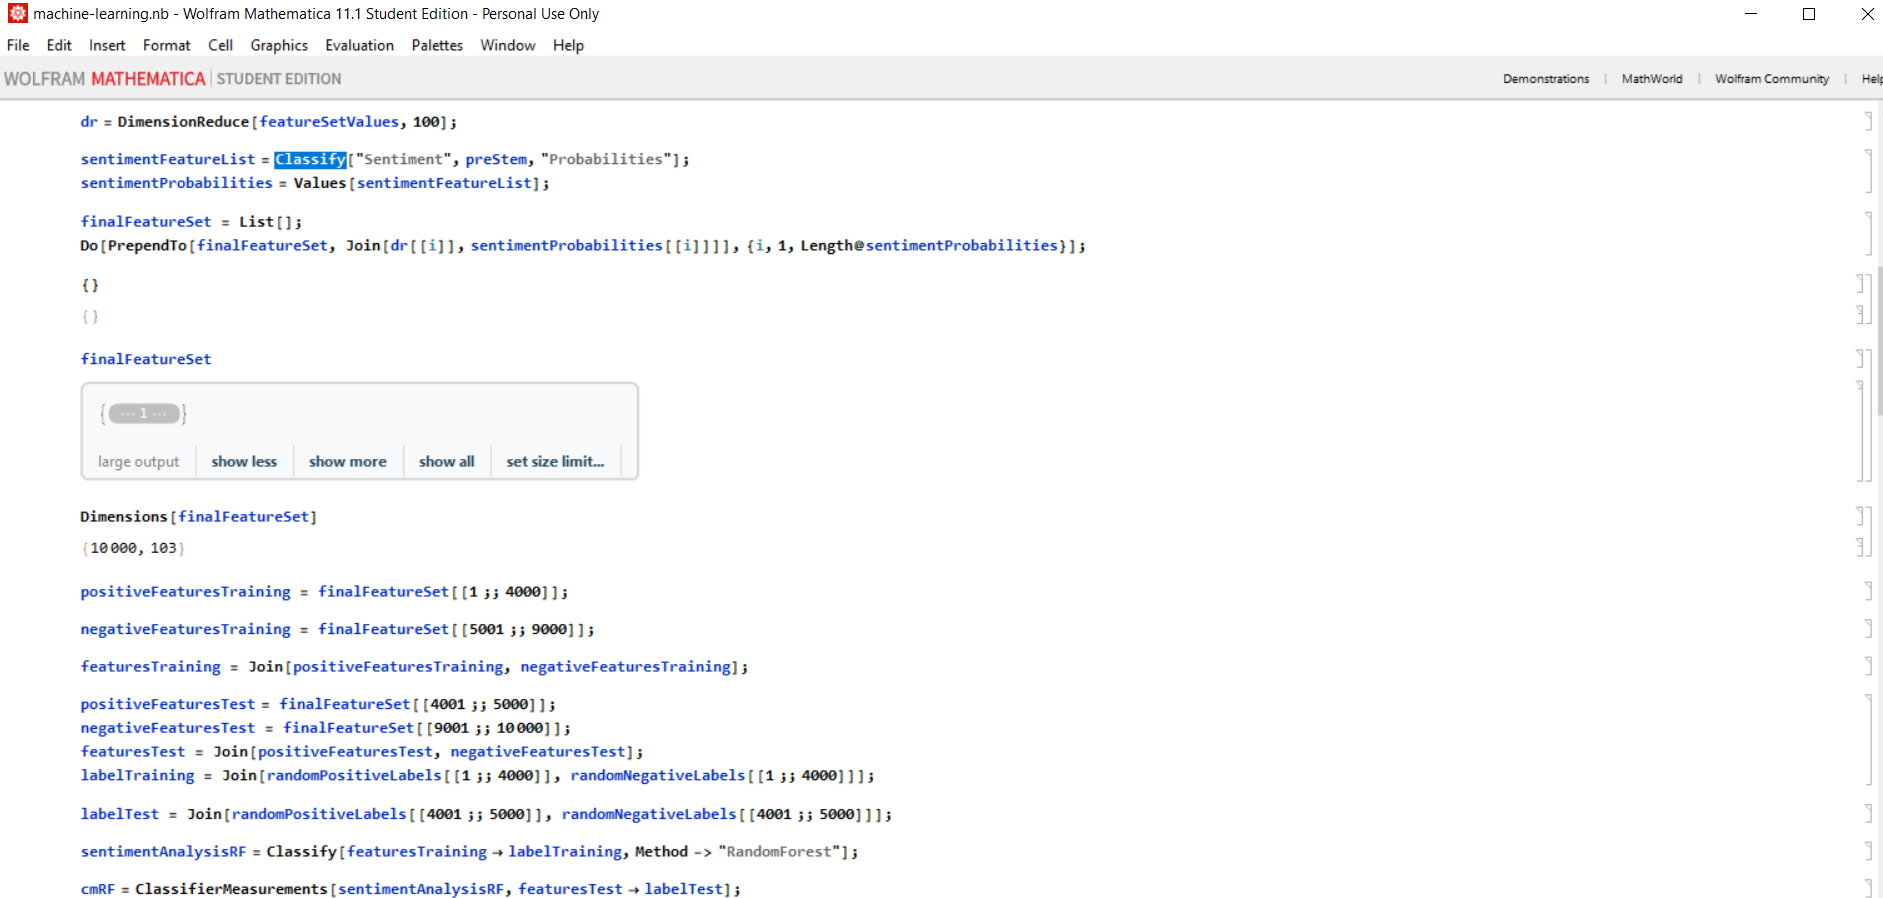 machine-learning.nb - Wolfram Mathematica 11.1 Student Edition - Personal Use Only
File Edit Insert Format Cell Graphics Evaluation Palettes Window Help
WOLFRAM MATHEMATICA | STUDENT EDITION Demonstrations | MathWorld | Wolfram Community | Help
dr = DimensionReduce[featureSetValues, 100];
sentimentFeatureList = Classify["Sentiment", preStem, "Probabilities"];
sentimentProbabilities = Values[sentimentFeatureList];
finalFeatureSet = List[];
Do[PrependTo[finalFeatureSet, Join[dr[[i]], sentimentProbabilities[[i]]]], {i, 1, Length@sentimentProbabilities}];
{}
{}
finalFeatureSet
{ ··· 1 ··· }
large output show less show more show all set size limit...
Dimensions[finalFeatureSet]
{10 000, 103}
positiveFeaturesTraining = finalFeatureSet[[1 ;; 4000]];
negativeFeaturesTraining = finalFeatureSet[[5001 ;; 9000]];
featuresTraining = Join[positiveFeaturesTraining, negativeFeaturesTraining];
positiveFeaturesTest = finalFeatureSet[[4001 ;; 5000]];
negativeFeaturesTest = finalFeatureSet[[9001 ;; 10 000]];
featuresTest = Join[positiveFeaturesTest, negativeFeaturesTest];
labelTraining = Join[randomPositiveLabels[[1 ;; 4000]], randomNegativeLabels[[1 ;; 4000]]];
labelTest = Join[randomPositiveLabels[[4001 ;; 5000]], randomNegativeLabels[[4001 ;; 5000]]];
sentimentAnalysisRF = Classify[featuresTraining → labelTraining, Method -> "RandomForest"];
cmRF = ClassifierMeasurements[sentimentAnalysisRF, featuresTest → labelTest];